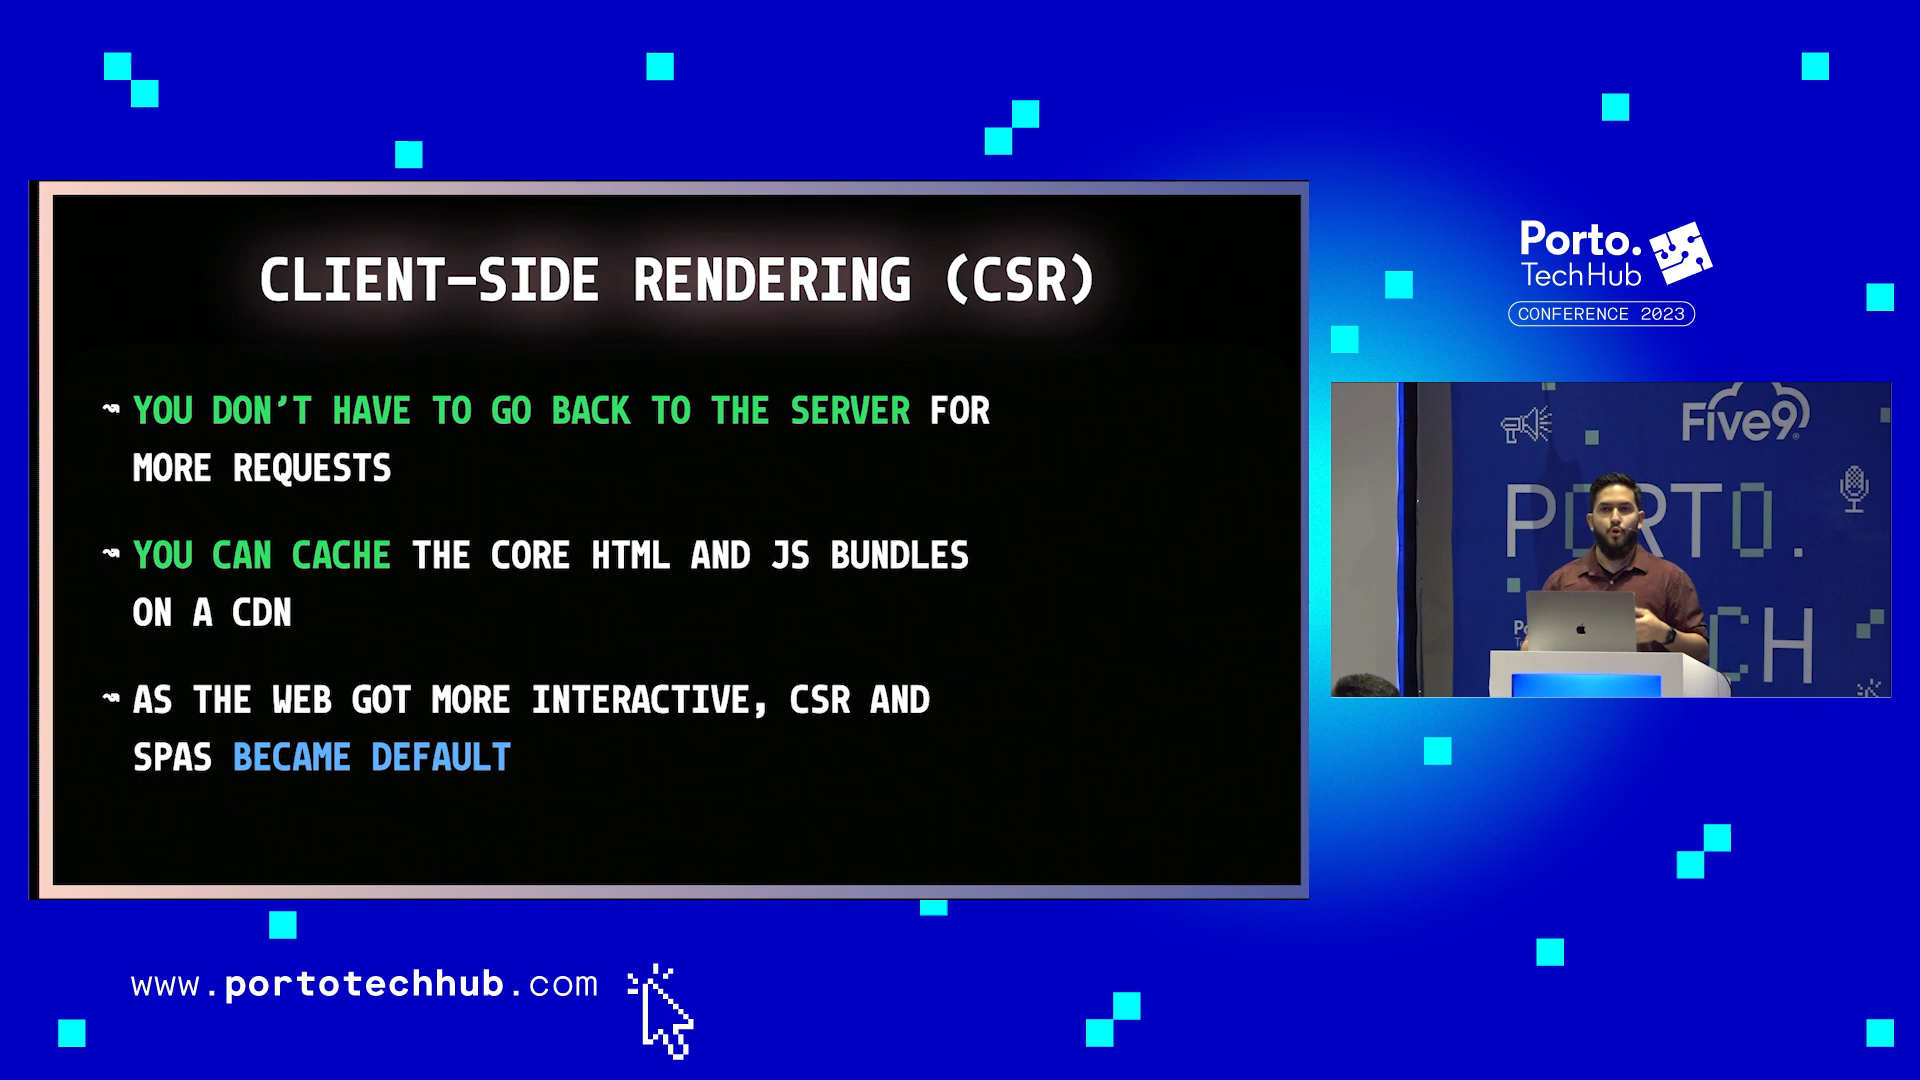 Porto.
TechHub
CONFERENCE 2023
CLIENT-SIDE RENDERING (CSR)
↝ YOU DON'T HAVE TO GO BACK TO THE SERVER FOR
MORE REQUESTS
↝ YOU CAN CACHE THE CORE HTML AND JS BUNDLES
ON A CDN
↝ AS THE WEB GOT MORE INTERACTIVE, CSR AND
SPAS BECAME DEFAULT
Five9
PORTO.
CH
www.portotechhub.com